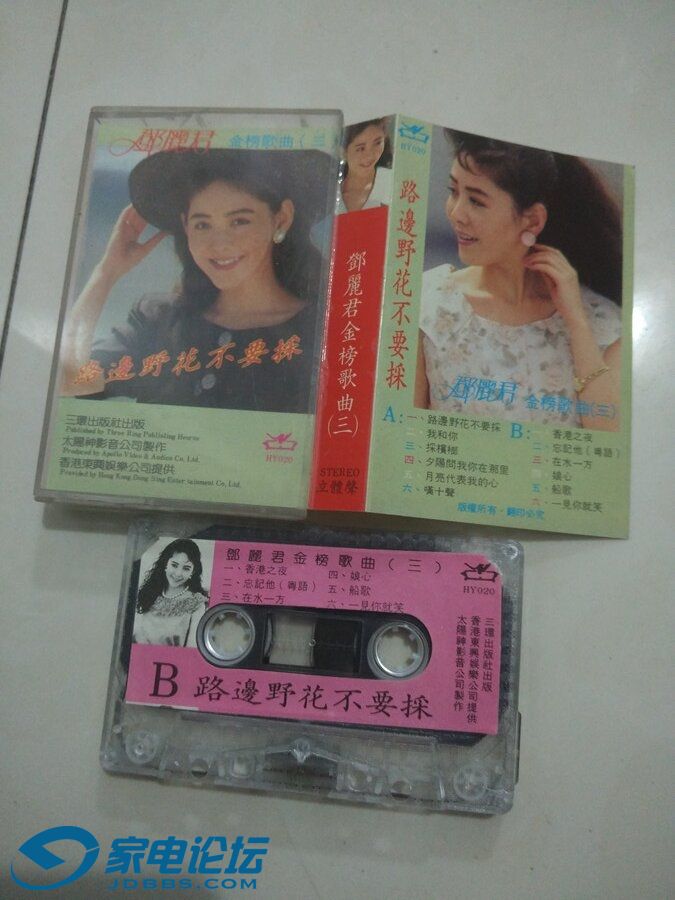 鄧麗君 金榜歌曲(三)
路邊野花不要採
三環出版社出版
Published by Three Ring Publishing Hearse
太陽神影音公司製作
Produced by Apollo Video & Audion Co. Ltd.
香港東興娛樂公司提供
Provided by Hong Kong Dong Sing Entertainment Co., Ltd.
HY020
鄧麗君金榜歌曲(三)
STEREO
立體聲
HY020
路邊野花不要採
鄧麗君 金榜歌曲(三)
A:
一、路邊野花不要採
二、我和你
三、採檳榔
四、夕陽問我你在那里
五、月亮代表我的心
六、嘆十聲
B:
一、香港之夜
二、忘記他(粵語)
三、在水一方
四、娘心
五、船歌
六、一見你就笑
版權所有·翻印必究
鄧麗君金榜歌曲(三)
一、香港之夜
二、忘記他(粵語)
三、在水一方
四、娘心
五、船歌
六、一見你就笑
HY020
三環出版社出版
香港東興娛樂公司提供
太陽神影音公司製作
B 路邊野花不要採
家电论坛
JDBBS.COM